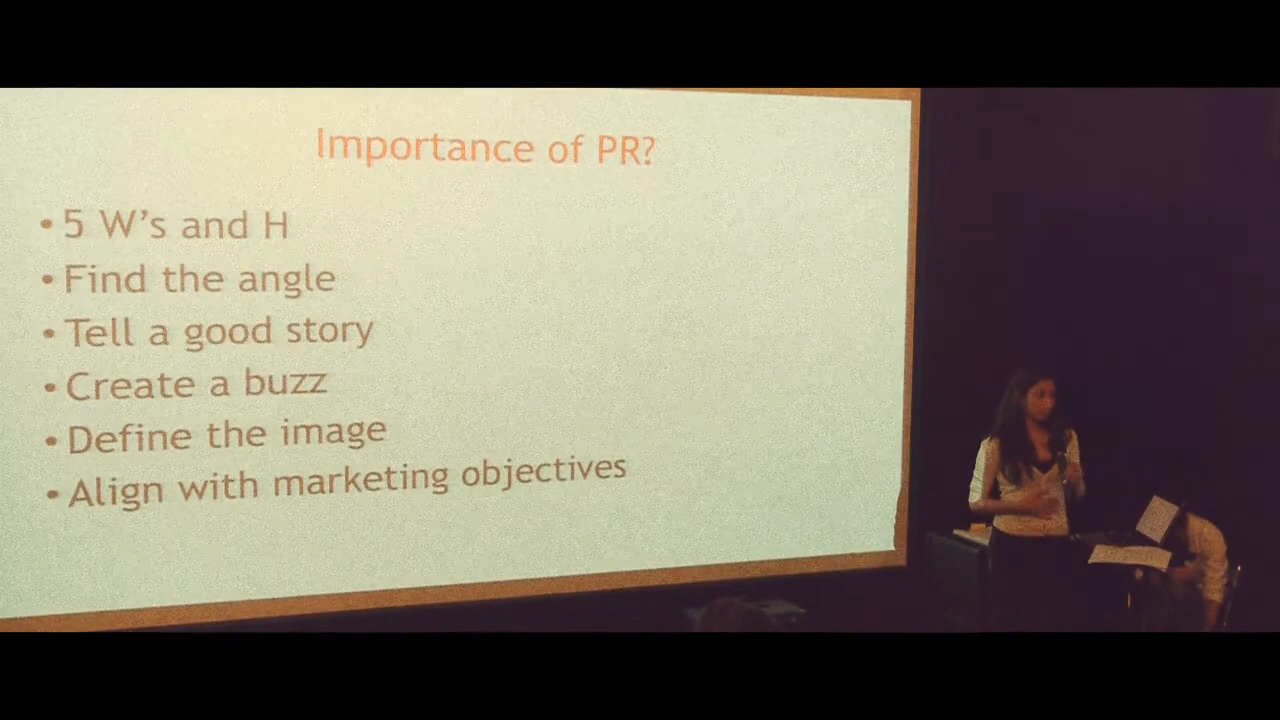 Importance of PR?
• 5 W's and H
• Find the angle
• Tell a good story
• Create a buzz
• Define the image
• Align with marketing objectives